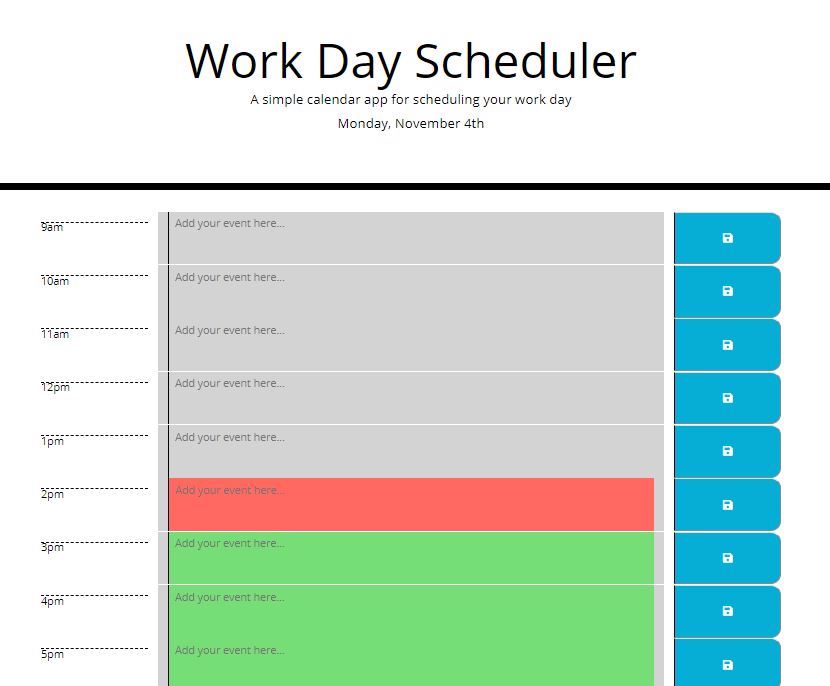 Work Day Scheduler
A simple calendar app for scheduling your work day
Monday, November 4th
9am
Add your event here...
10am
Add your event here...
11am
Add your event here...
12pm
Add your event here...
1pm
Add your event here...
2pm
Add your event here...
3pm
Add your event here...
4pm
Add your event here...
5pm
Add your event here...